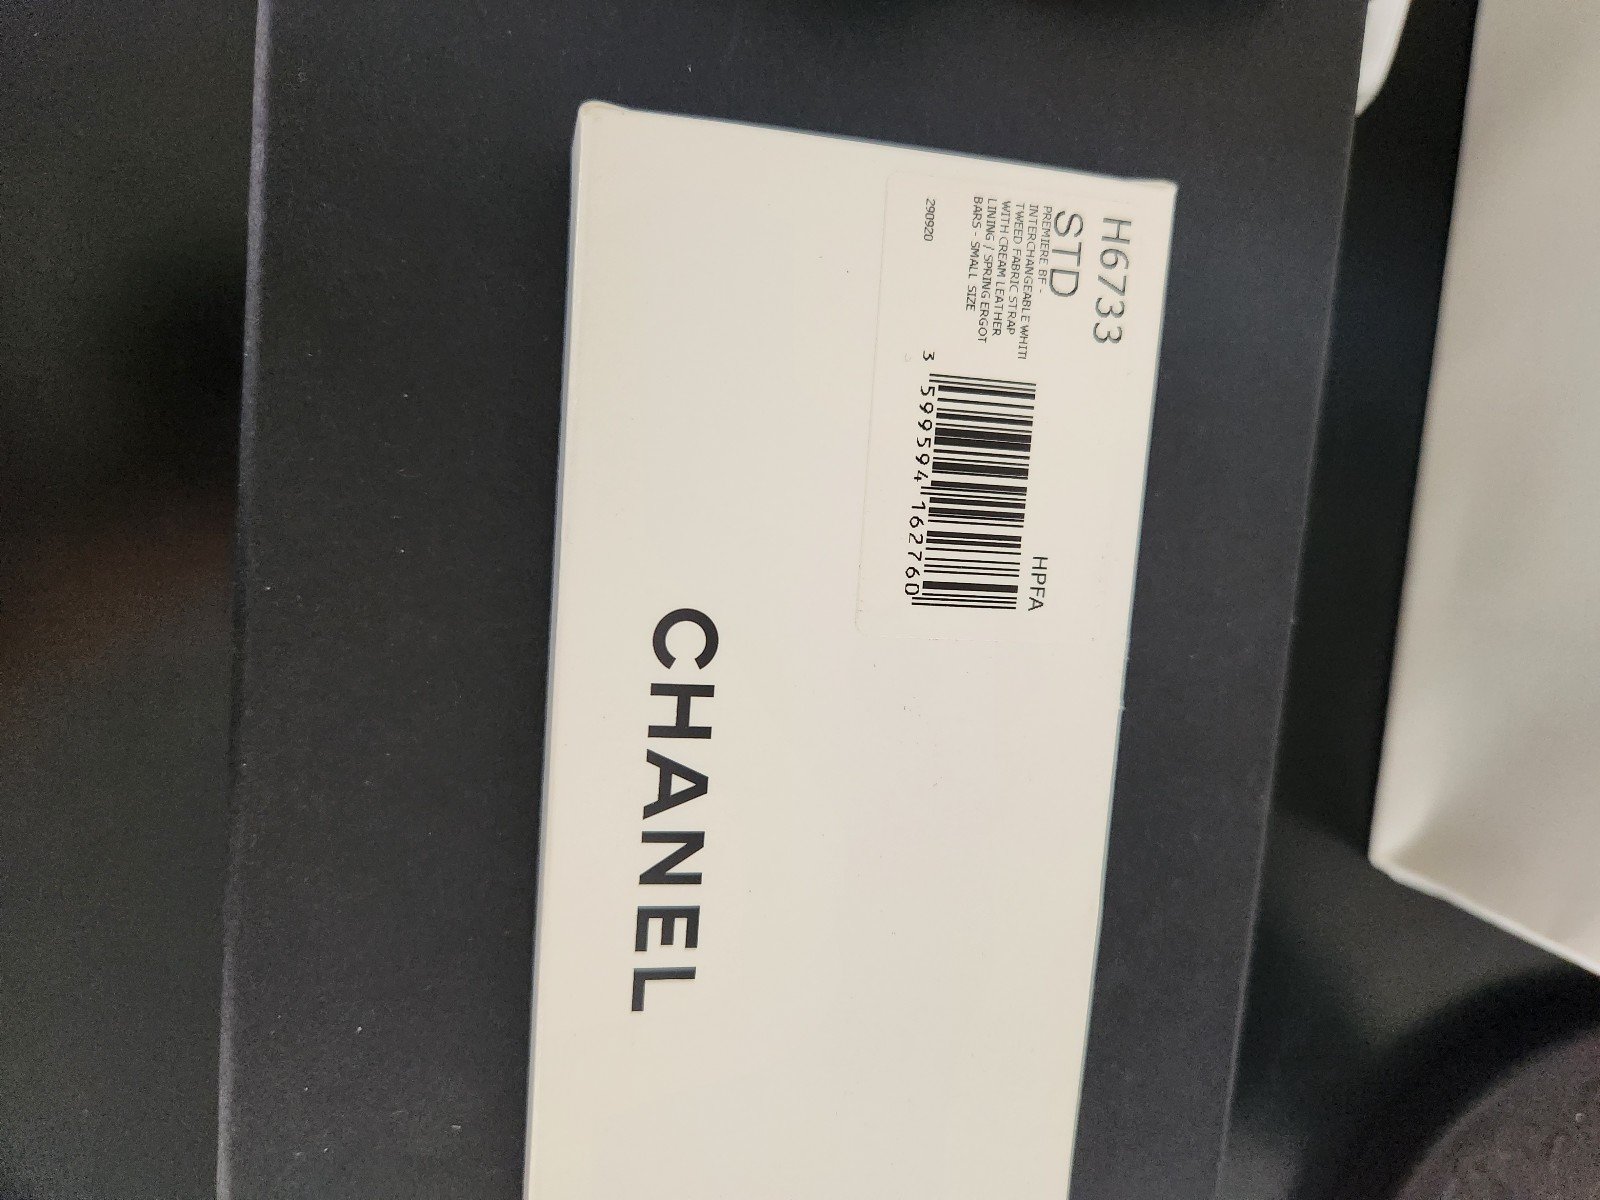 H6733
STD
PREMIERE BF -
INTERCHANGEABLE WHITI
TWEED FABRIC STRAP
WITH CREAM LEATHER
LINING / SPRING ERGOT
BARS - SMALL SIZE
290920
HPFA
3 599594 162760
CHANEL